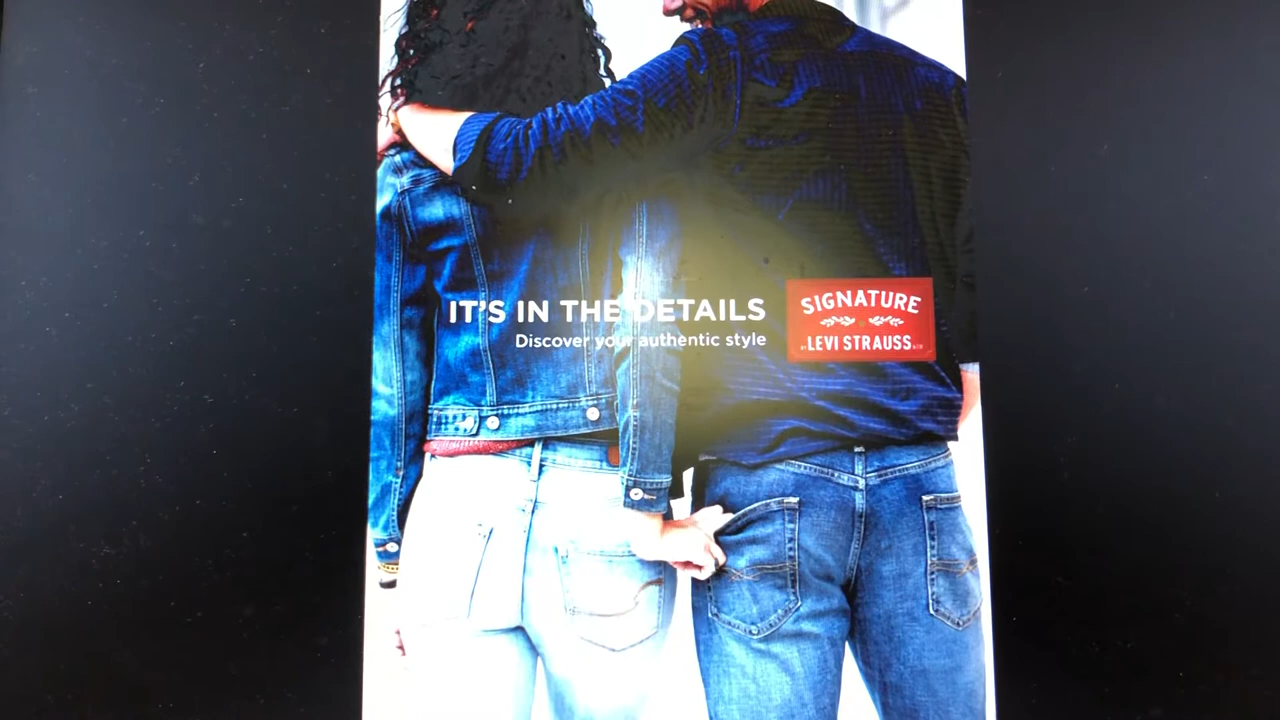 IT'S IN THE DETAILS
Discover your authentic style
SIGNATURE
LEVI STRAUSS